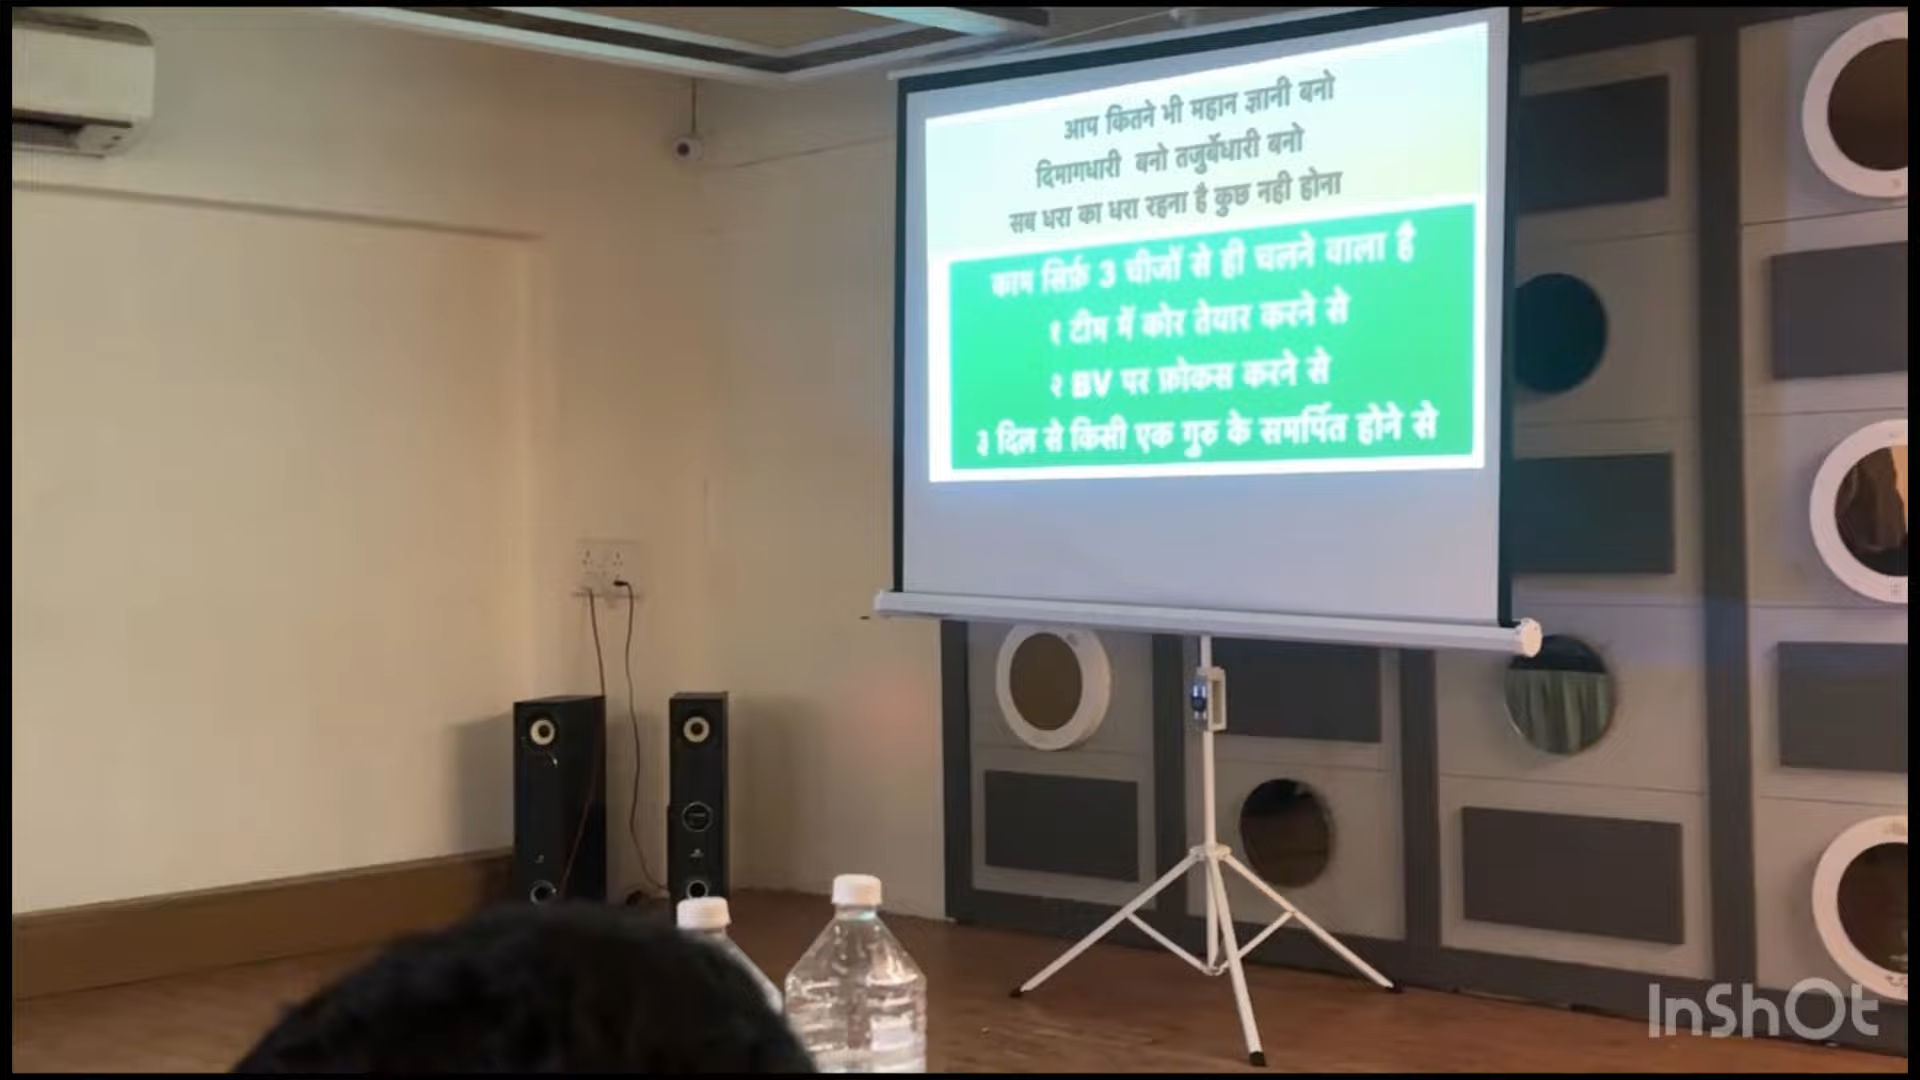 आप कितने भी महान ज्ञानी बनो
दिमागधारी बनो तजुर्बेधारी बनो
सब धरा का धरा रहना है कुछ नही होना
काम सिर्फ़ 3 चीजों से ही चलने वाला है
१ टीम में कोर तेयार करने से
२ BV पर फ़ोकस करने से
३ दिल से किसी एक गुरु के समर्पित होने से
InShOt